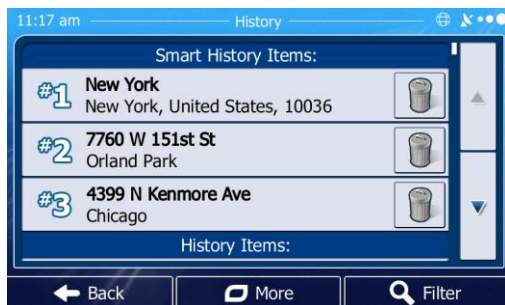 11:17 am
History
Smart History Items:
#1
New York
New York, United States, 10036
#2
7760 W 151st St
Orland Park
#3
4399 N Kenmore Ave
Chicago
History Items:
Back
More
Filter